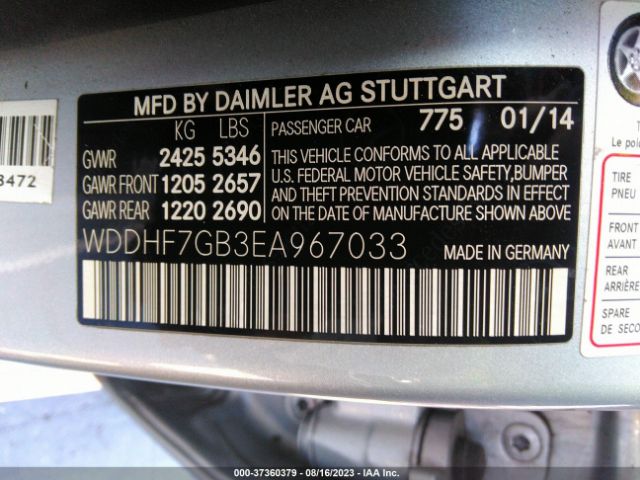 MFD BY DAIMLER AG STUTTGART
KG LBS
PASSENGER CAR 775 01/14
GVWR 2425 5346
GAWR FRONT 1205 2657
GAWR REAR 1220 2690
THIS VEHICLE CONFORMS TO ALL APPLICABLE
U.S. FEDERAL MOTOR VEHICLE SAFETY,BUMPER
AND THEFT PREVENTION STANDARDS IN EFFECT
ON THE DATE OF MANUFACTURE SHOWN ABOVE
WDDHF7GB3EA967033
MADE IN GERMANY
3472
Le poi
TIRE
PNEU
FRONT
AVANT
REAR
ARRIÈRE
SPARE
DE SECO
000-37360379 - 08/16/2023 - IAA Inc.